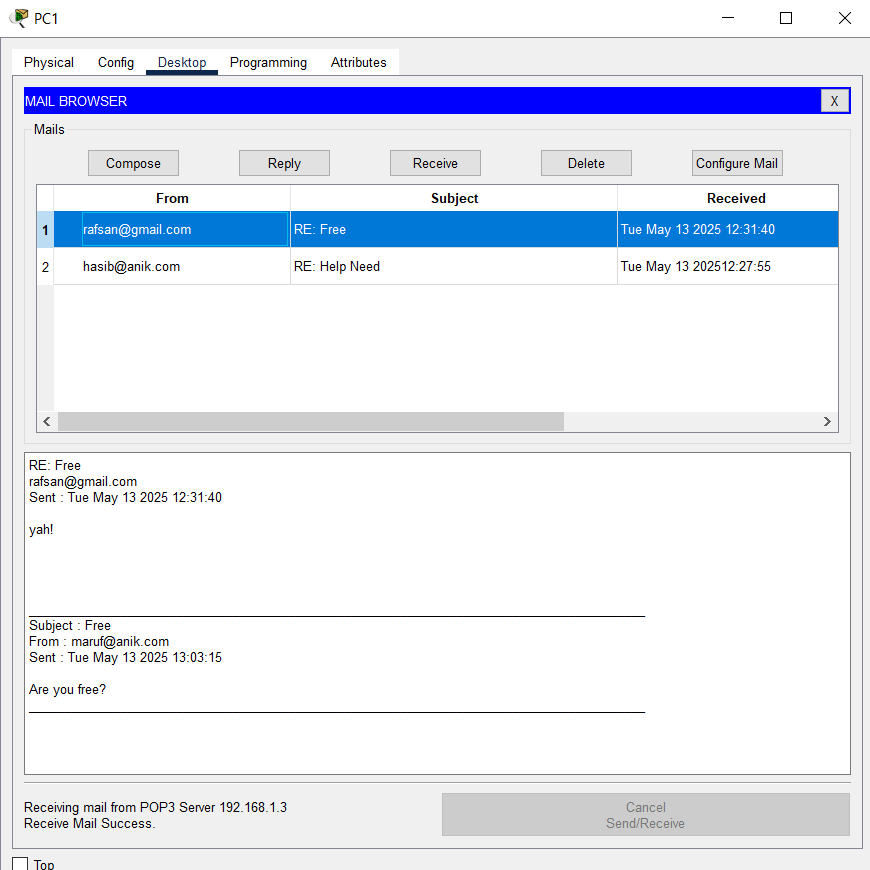 PC1
Physical Config Desktop Programming Attributes
MAIL BROWSER X
Mails
Compose Reply Receive Delete Configure Mail
From Subject Received
1 rafsan@gmail.com RE: Free Tue May 13 2025 12:31:40
2 hasib@anik.com RE: Help Need Tue May 13 202512:27:55
RE: Free
rafsan@gmail.com
Sent : Tue May 13 2025 12:31:40
yah!
Subject : Free
From : maruf@anik.com
Sent : Tue May 13 2025 13:03:15
Are you free?
Receiving mail from POP3 Server 192.168.1.3
Receive Mail Success.
Cancel
Send/Receive
Top